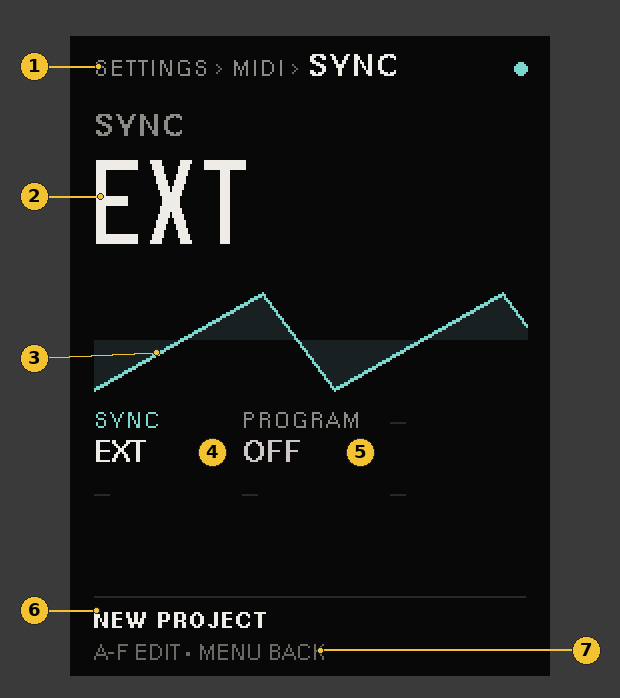 1 SETTINGS › MIDI › SYNC
SYNC
2 EXT
3
SYNC PROGRAM –
EXT 4 OFF 5
– – –
6 NEW PROJECT
A-F EDIT · MENU BACK 7